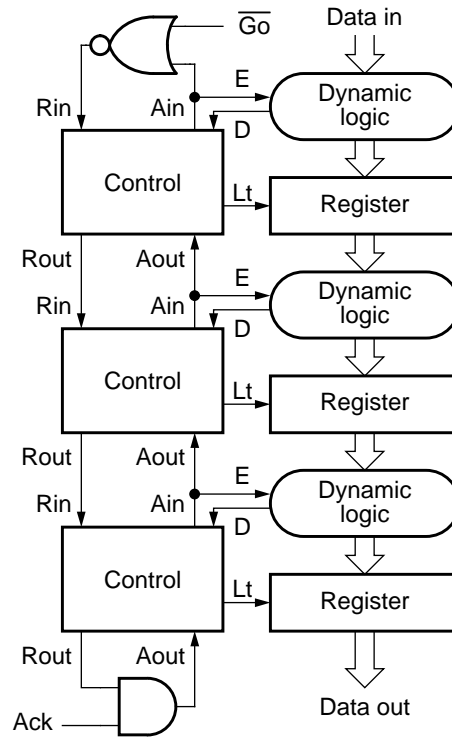 G̅o̅ Data in
Rin Ain E Dynamic logic
D
Control Lt Register
Rout Aout
Rin Ain E Dynamic logic
D
Control Lt Register
Rout Aout
Rin Ain E Dynamic logic
D
Control Lt Register
Rout Aout
Ack Data out